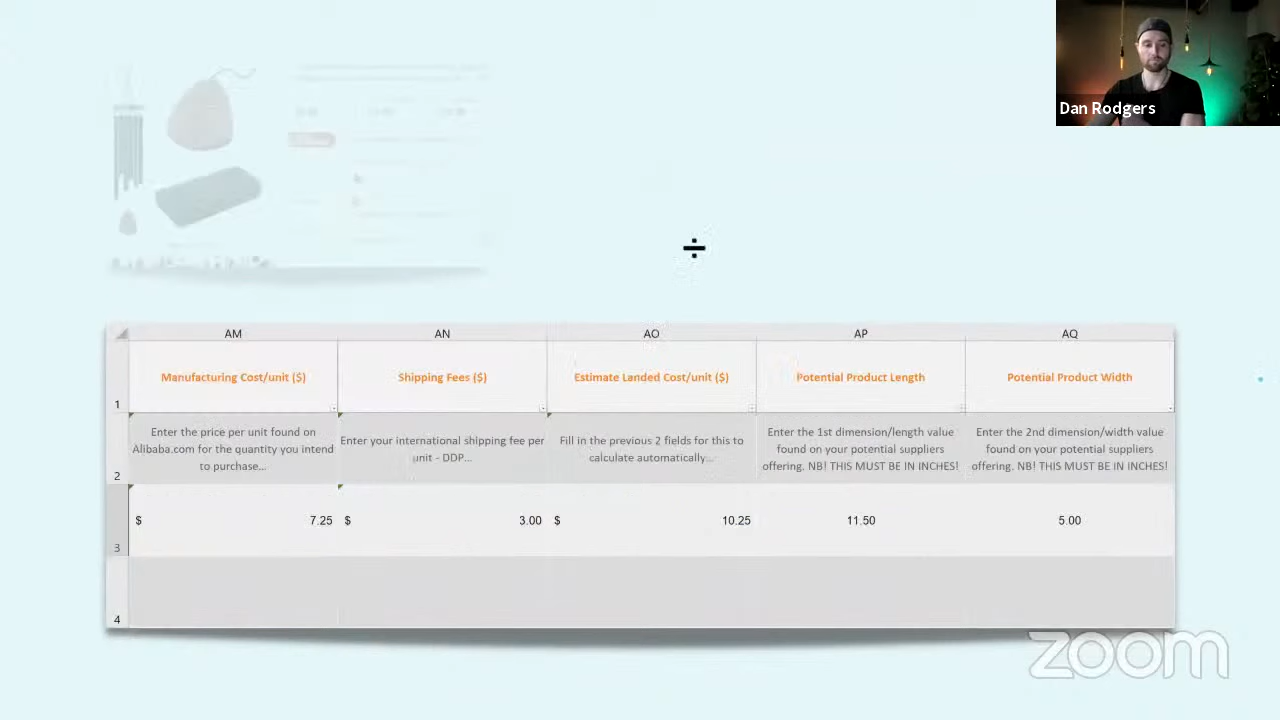 Dan Rodgers
÷
AM AN AO AP AQ
1 Manufacturing Cost/unit ($) Shipping Fees ($) Estimate Landed Cost/unit ($) Potential Product Length Potential Product Width
2
Enter the price per unit found on
Alibaba.com for the quantity you intend
to purchase...
Enter your international shipping fee per
unit - DDP...
Fill in the previous 2 fields for this to
calculate automatically...
Enter the 1st dimension/length value
found on your potential suppliers
offering. NB! THIS MUST BE IN INCHES!
Enter the 2nd dimension/width value
found on your potential suppliers
offering. NB! THIS MUST BE IN INCHES!
3 $ 7.25 $ 3.00 $ 10.25 11.50 5.00
4
zoom